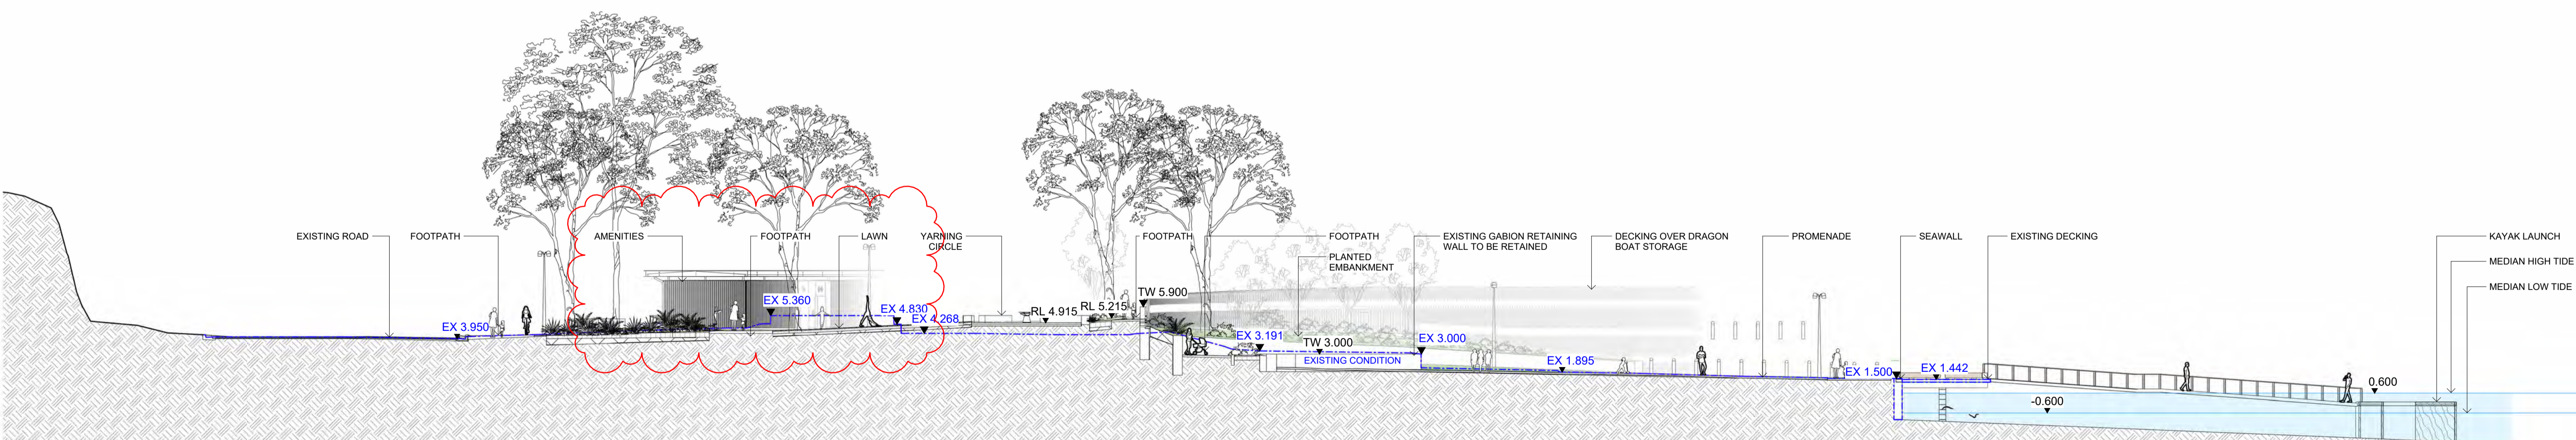 EXISTING ROAD
FOOTPATH
AMENITIES
FOOTPATH
LAWN
YARNING
CIRCLE
FOOTPATH
FOOTPATH
PLANTED
EMBANKMENT
EXISTING GABION RETAINING
WALL TO BE RETAINED
DECKING OVER DRAGON
BOAT STORAGE
PROMENADE
SEAWALL
EXISTING DECKING
KAYAK LAUNCH
MEDIAN HIGH TIDE
MEDIAN LOW TIDE
EX 3.950
EX 5.360
EX 4.830
EX 4.268
RL 4.915
RL 5.215
TW 5.900
EX 3.191
TW 3.000
EXISTING CONDITION
EX 3.000
EX 1.895
EX 1.500
EX 1.442
-0.600
0.600